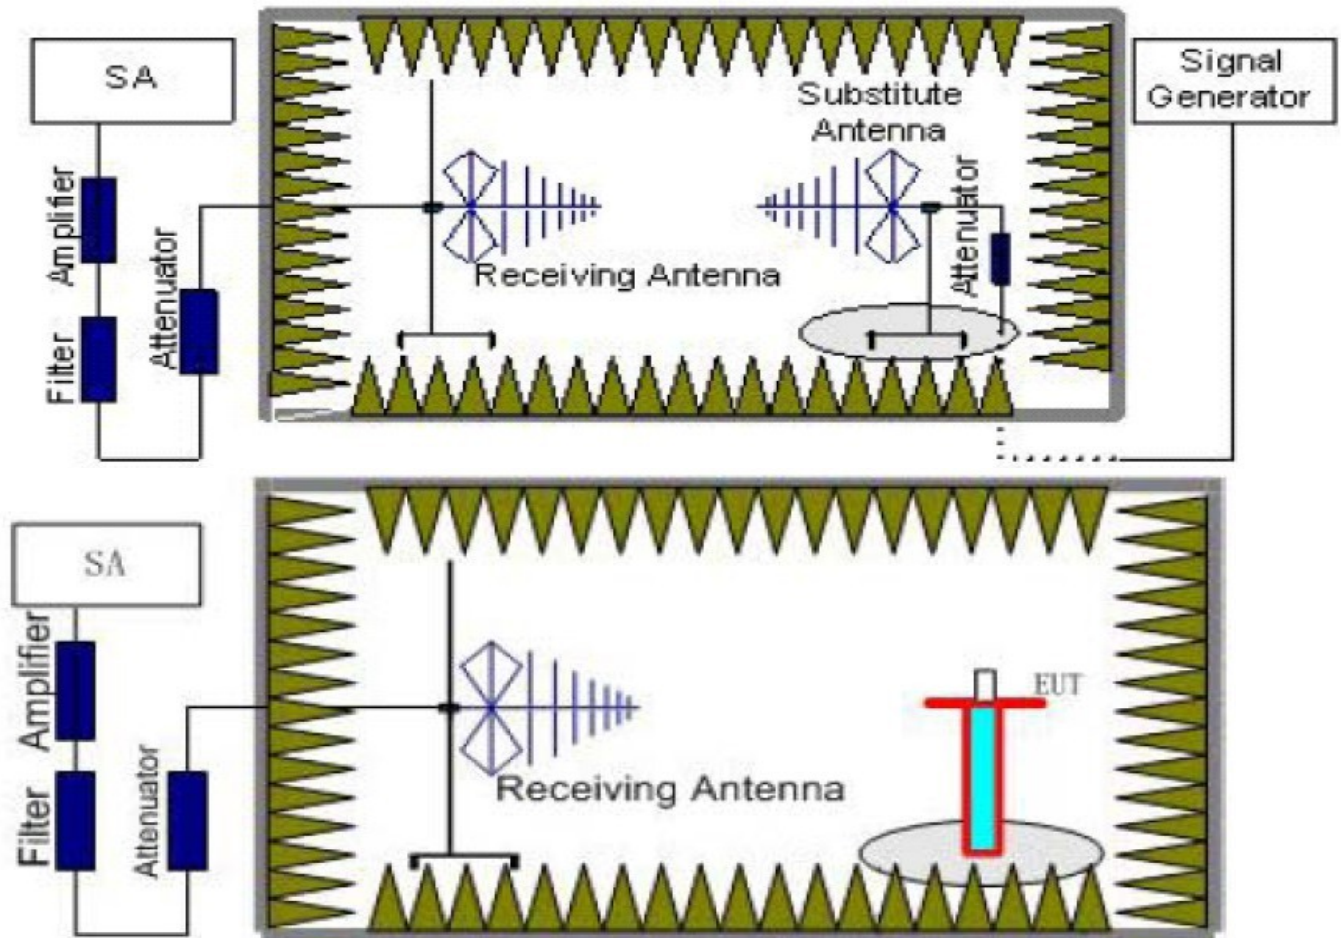 SA
Signal
Generator
Substitute
Antenna
Amplifier
Attenuator
Attenuator
Receiving Antenna
Filter
SA
Amplifier
EUT
Receiving Antenna
Filter
Attenuator